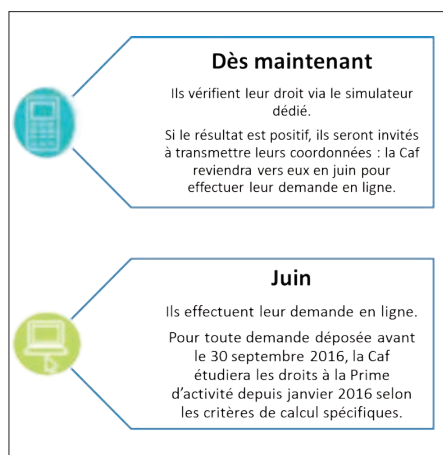 Dès maintenant
Ils vérifient leur droit via le simulateur
dédié.
Si le résultat est positif, ils seront invités
à transmettre leurs coordonnées : la Caf
reviendra vers eux en juin pour
effectuer leur demande en ligne.
Juin
Ils effectuent leur demande en ligne.
Pour toute demande déposée avant
le 30 septembre 2016, la Caf
étudiera les droits à la Prime
d’activité depuis janvier 2016 selon
les critères de calcul spécifiques.